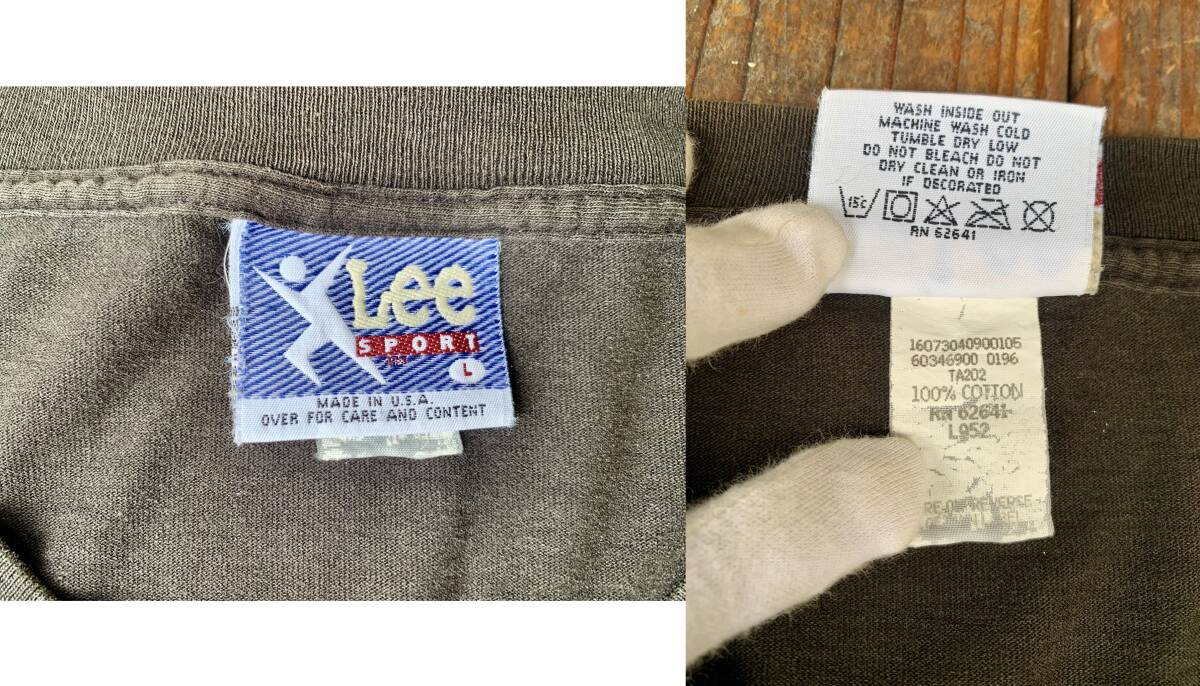 Lee
SPORT
L
MADE IN U.S.A.
OVER FOR CARE AND CONTENT
WASH INSIDE OUT
MACHINE WASH COLD
TUMBLE DRY LOW
DO NOT BLEACH DO NOT
DRY CLEAN OR IRON
IF DECORATED
15c
RN 62641
16073040900105
60346900 0196
TA202
100% COTTON
RN 62641
L952
REVERSE